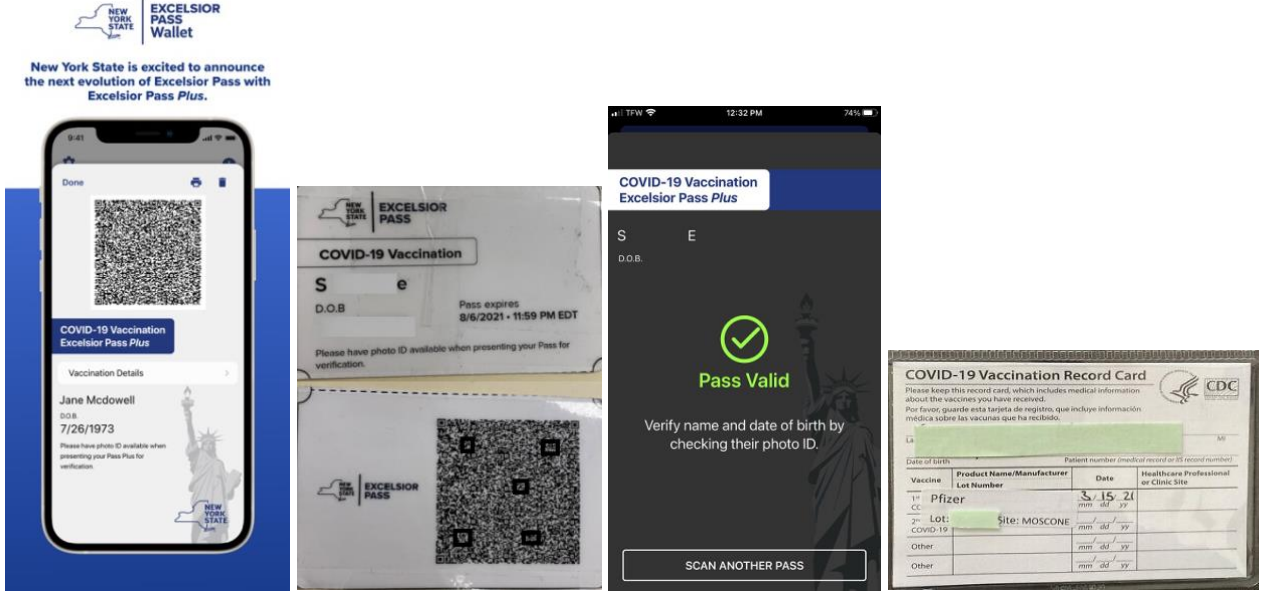 NEW
YORK
STATE
EXCELSIOR
PASS
Wallet
New York State is excited to announce
the next evolution of Excelsior Pass with
Excelsior Pass Plus.
9:41
Done
COVID-19 Vaccination
Excelsior Pass Plus
Vaccination Details
Jane Mcdowell
D.O.B.
7/26/1973
Please have photo ID available when
presenting your Pass Plus for
verification.
NEW
YORK
STATE
NEW
YORK
STATE
EXCELSIOR
PASS
COVID-19 Vaccination
S e
D.O.B
Pass expires
8/6/2021 • 11:59 PM EDT
Please have photo ID available when presenting your Pass for
verification.
NEW
YORK
STATE
EXCELSIOR
PASS
TFW 12:32 PM 74%
COVID-19 Vaccination
Excelsior Pass Plus
S E
D.O.B.
Pass Valid
Verify name and date of birth by
checking their photo ID.
SCAN ANOTHER PASS
COVID-19 Vaccination Record Card
CDC
Please keep this record card, which includes medical information
about the vaccines you have received.
Por favor, guarde esta tarjeta de registro, que incluye información
médica sobre las vacunas que ha recibido.
La MI
Date of birth Patient number (medical record or IIS record number)
Vaccine Product Name/Manufacturer Date Healthcare Professional
Lot Number or Clinic Site
1st Pfizer 3/15/21
mm dd yy
2nd Lot: Site: MOSCONE
COVID-19 mm dd yy
Other mm dd yy
Other mm dd yy